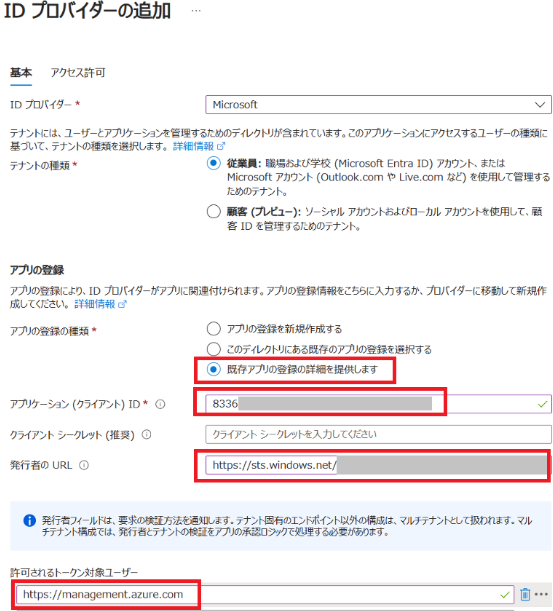 ID プロバイダーの追加 …
基本 アクセス許可
ID プロバイダー * Microsoft
テナントには、ユーザーとアプリケーションを管理するためのディレクトリが含まれています。このアプリケーションにアクセスするユーザーの種類に
基づいて、テナントの種類を選択します。 詳細情報
テナントの種類 * 従業員: 職場および学校 (Microsoft Entra ID) アカウント、または
Microsoft アカウント (Outlook.com や Live.com など) を使用して管理する
ためのテナント。
顧客 (プレビュー): ソーシャル アカウントおよびローカル アカウントを使用して、顧
客 ID を管理するためのテナント。
アプリの登録
アプリの登録により、ID プロバイダーがアプリに関連付けられます。アプリの登録情報をこちらに入力するか、プロバイダーに移動して新規作
成してください。 詳細情報
アプリの登録の種類 * アプリの登録を新規作成する
このディレクトリにある既存のアプリの登録を選択する
既存アプリの登録の詳細を提供します
アプリケーション (クライアント) ID * 8336
クライアント シークレット (推奨) クライアント シークレットを入力してください
発行者の URL https://sts.windows.net/
発行者フィールドは、要求の検証方法を通知します。テナント固有のエンドポイント以外の構成は、マルチテナントとして扱われます。マル
チテナント構成では、発行者とテナントの検証をアプリの承認ロジックで処理する必要があります。
許可されるトークン対象ユーザー
https://management.azure.com